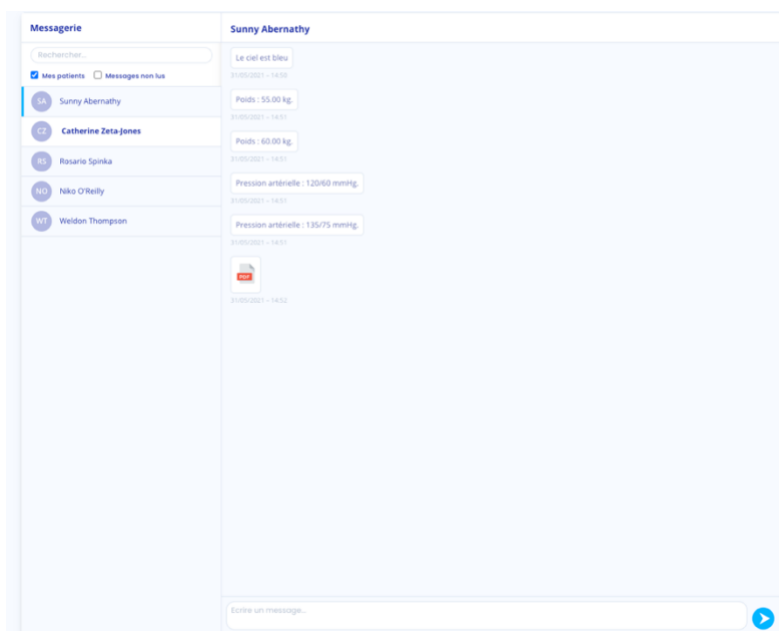 Messagerie
Rechercher...
Mes patients
Messages non lus
SA
Sunny Abernathy
CZ
Catherine Zeta-Jones
RS
Rosario Spinka
NO
Niko O'Reilly
WT
Weldon Thompson
Sunny Abernathy
Le ciel est bleu
31/05/2021 – 14:50
Poids : 55.00 kg.
31/05/2021 – 14:51
Poids : 60.00 kg.
31/05/2021 – 14:51
Pression artérielle : 120/60 mmHg.
31/05/2021 – 14:51
Pression artérielle : 135/75 mmHg.
31/05/2021 – 14:51
PDF
31/05/2021 – 14:52
Ecrire un message...